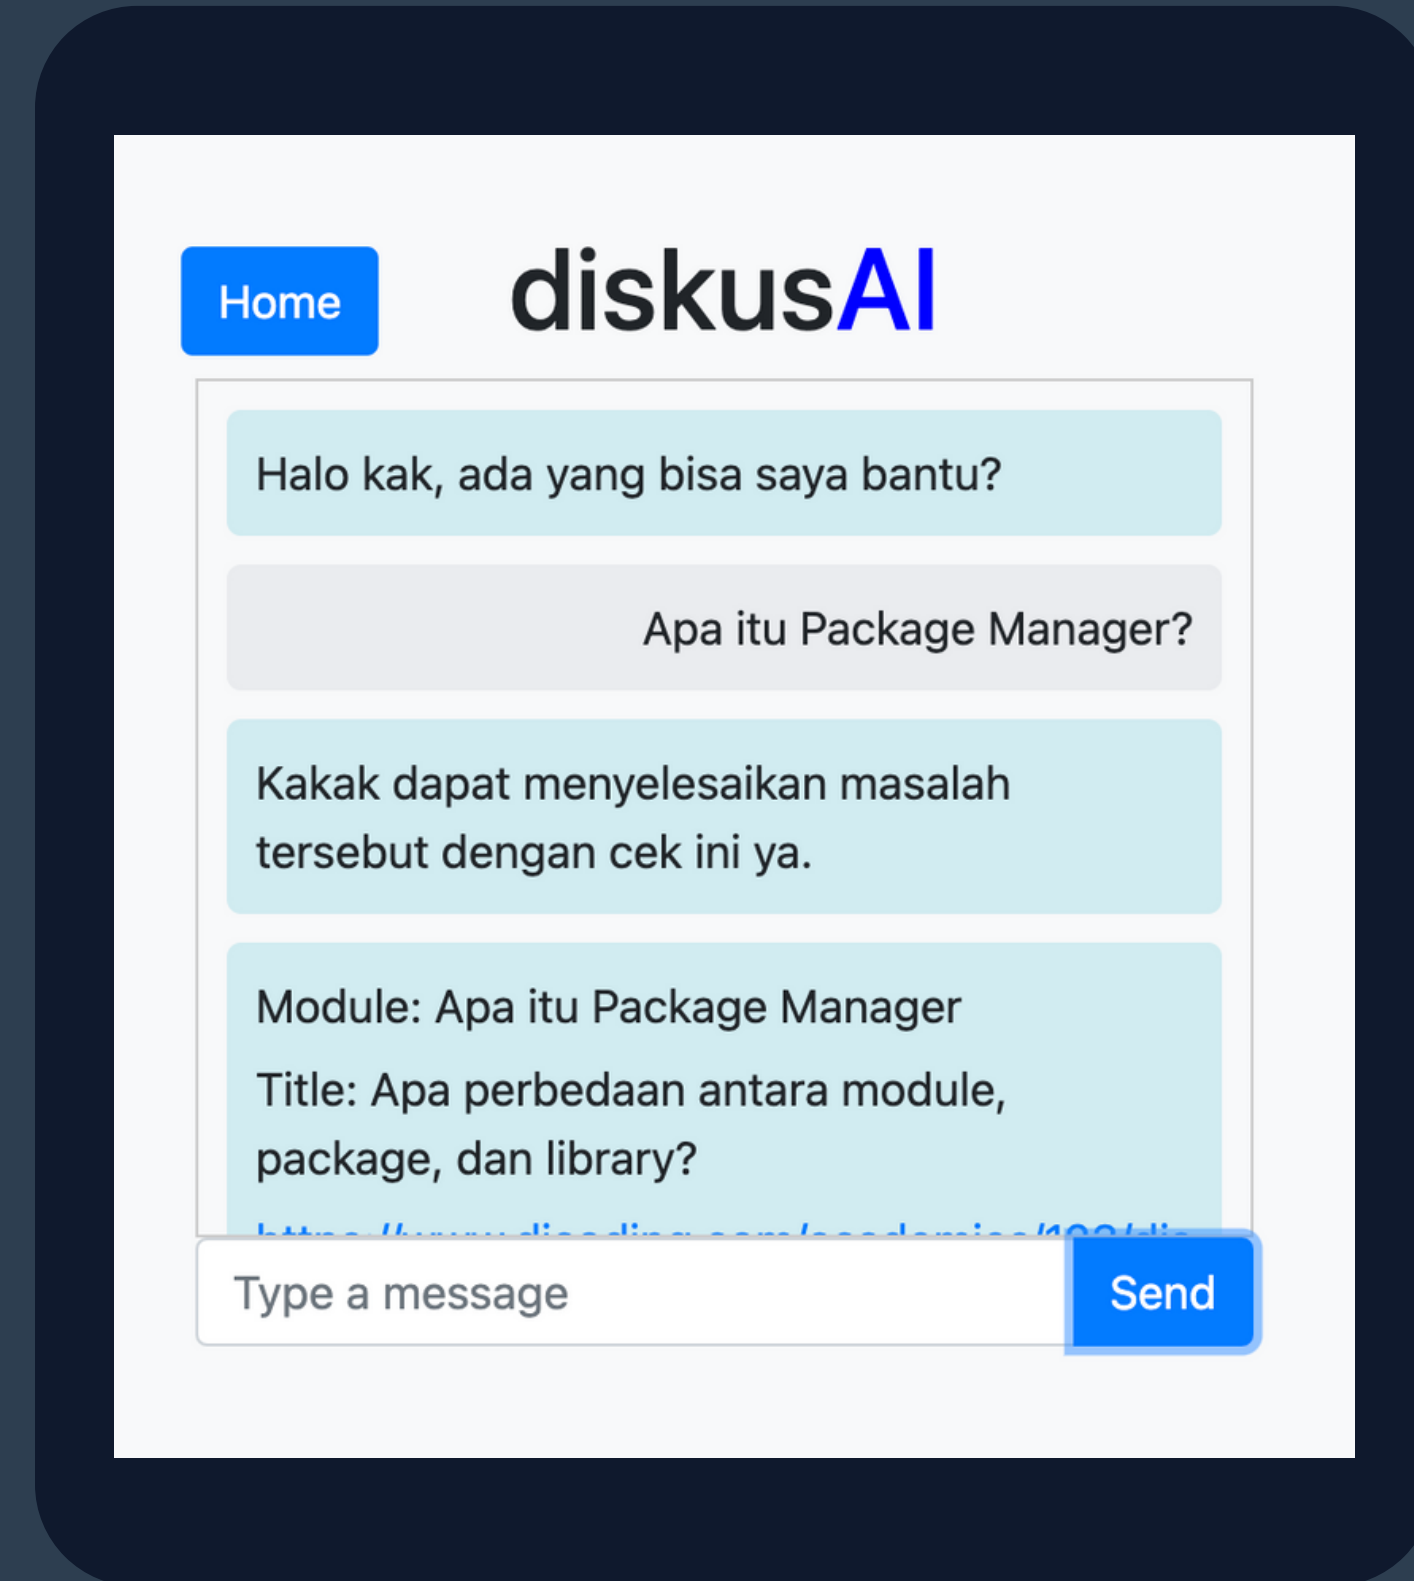 Home
diskusAI
Halo kak, ada yang bisa saya bantu?
Apa itu Package Manager?
Kakak dapat menyelesaikan masalah
tersebut dengan cek ini ya.
Module: Apa itu Package Manager
Title: Apa perbedaan antara module,
package, dan library?
Type a message
Send